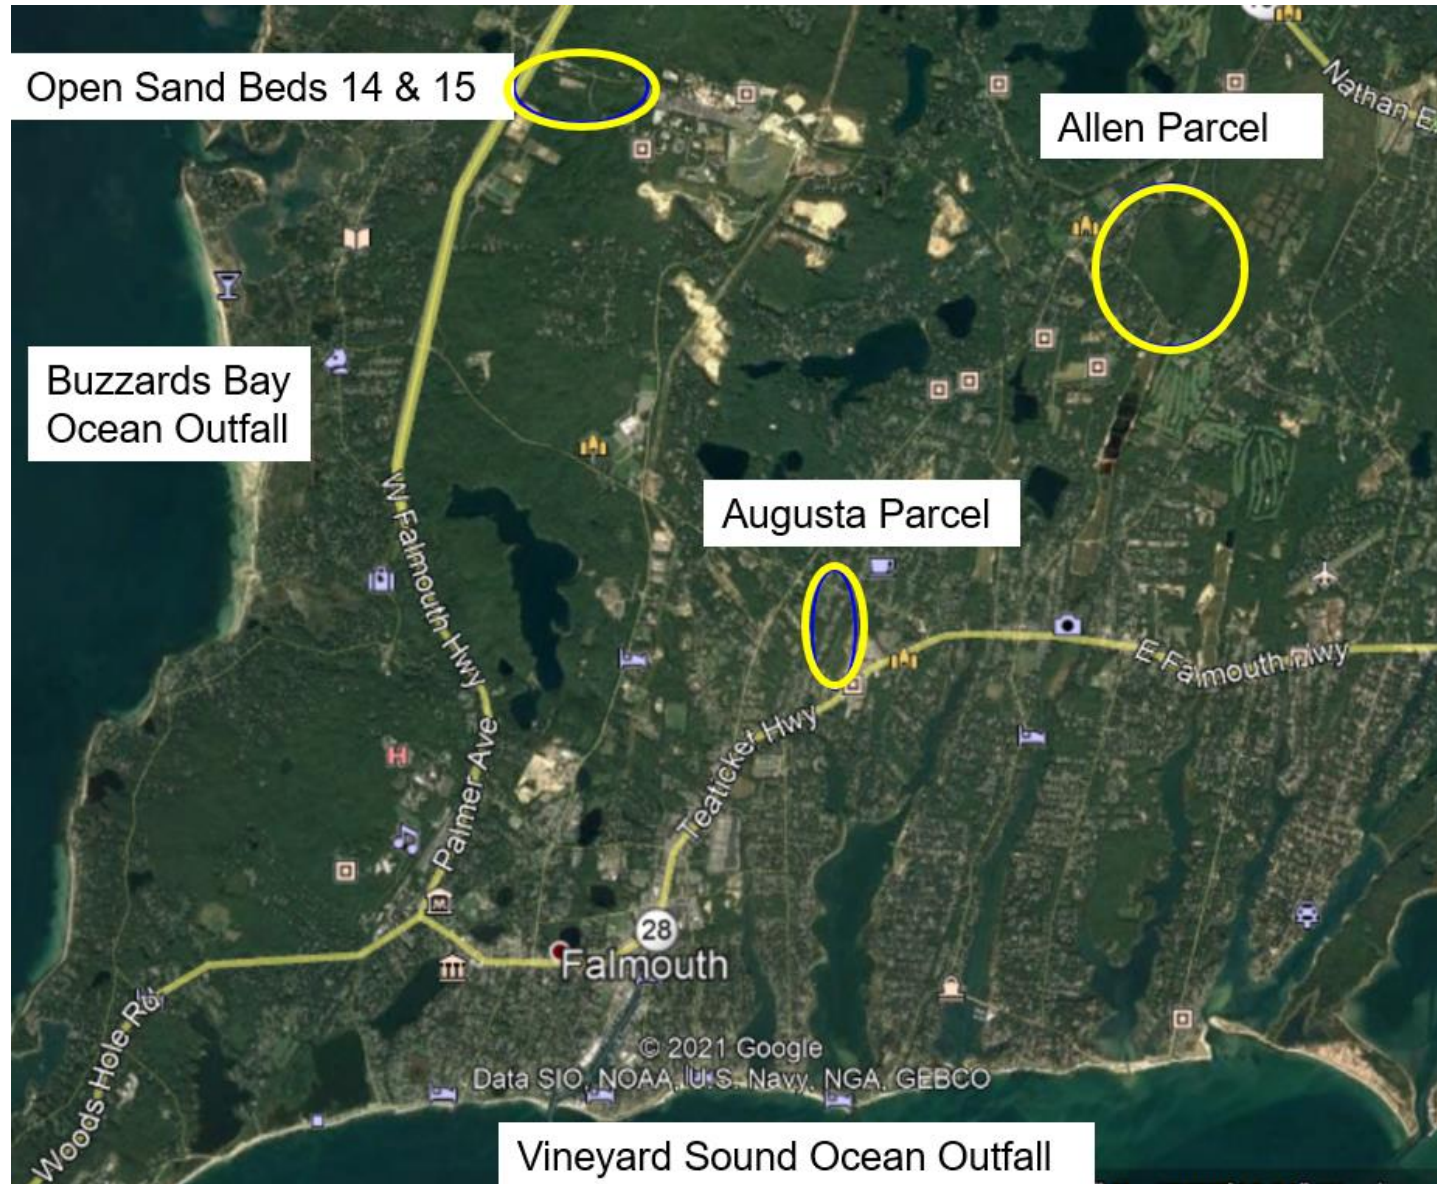 Open Sand Beds 14 & 15
Allen Parcel
Nathan E
Buzzards Bay
Ocean Outfall
W Falmouth Hwy
Augusta Parcel
E Falmouth Hwy
Teaticket Hwy
Palmer Ave
H
M
28
Falmouth
Woods Hole Rd
© 2021 Google
Data SIO, NOAA, U.S. Navy, NGA, GEBCO
Vineyard Sound Ocean Outfall